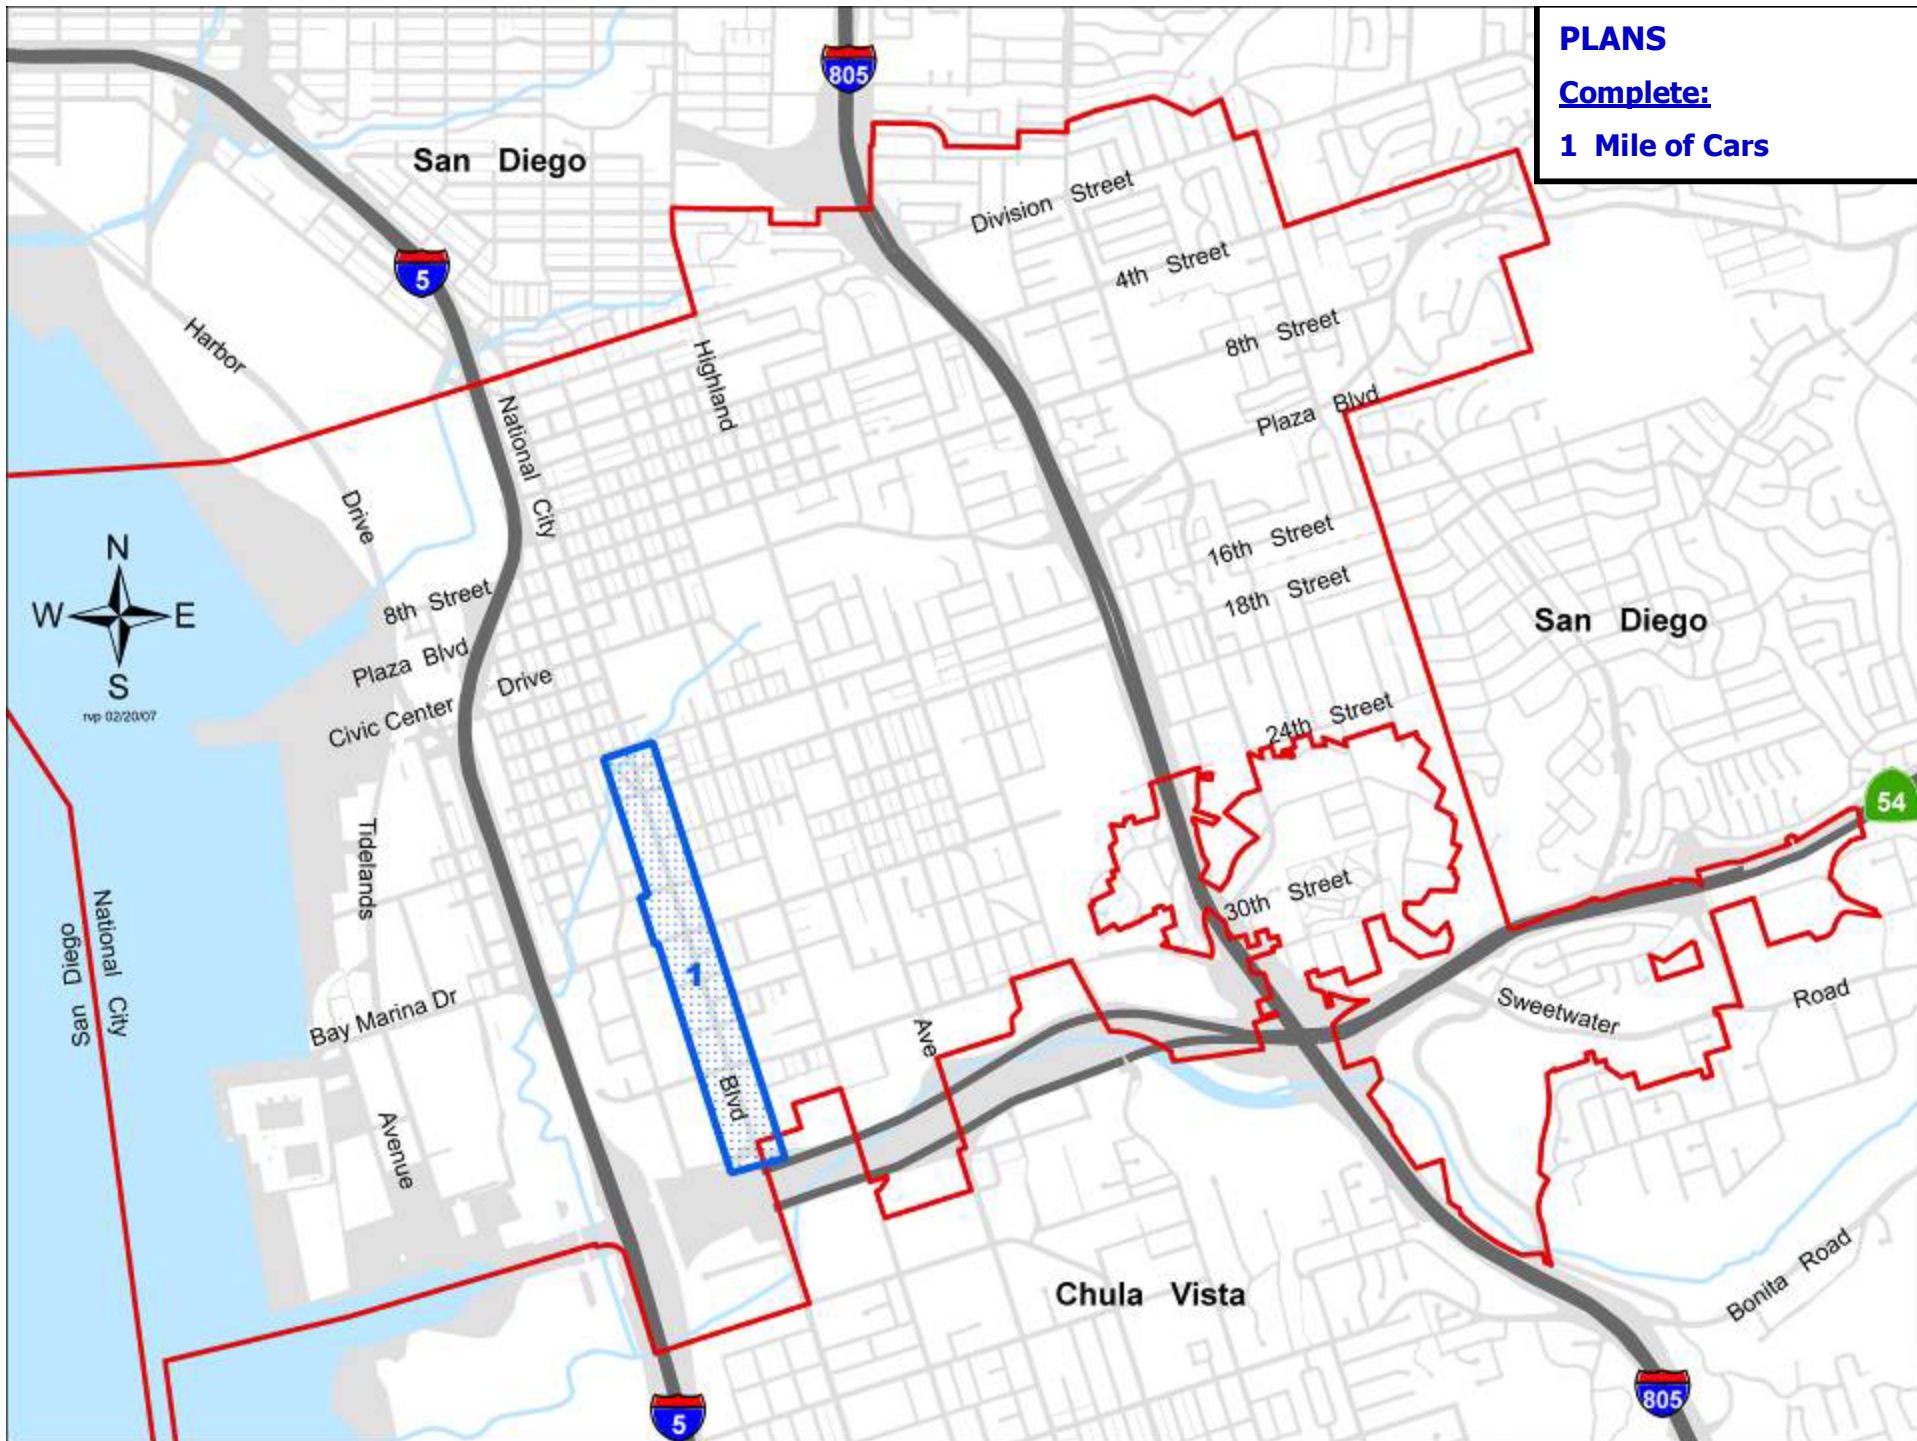 PLANS
Complete:
1 Mile of Cars
805
San Diego
Division Street
4th Street
5
8th Street
Harbor
Highland
Plaza Blvd
National City
Drive
N
W E
S
rvp 02/20/07
16th Street
18th Street
8th Street
Plaza Blvd
Civic Center Drive
San Diego
24th Street
54
Tidelands
30th Street
National City
San Diego
1
Bay Marina Dr
Ave
Sweetwater
Road
Blvd
Avenue
Chula Vista
Bonita Road
5
805